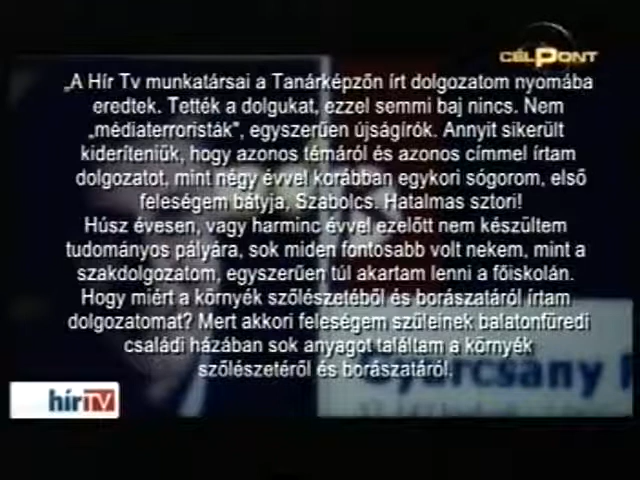 CÉLPONT
„A Hír Tv munkatársai a Tanárképzőn írt dolgozatom nyomába
eredtek. Tették a dolgukat, ezzel semmi baj nincs. Nem
„médiaterroristák", egyszerűen újságírók. Annyit sikerült
kideríteniük, hogy azonos témáról és azonos címmel írtam
dolgozatot, mint négy évvel korábban egykori sógorom, első
feleségem bátyja, Szabolcs. Hatalmas sztori!
Húsz évesen, vagy harminc évvel ezelőtt nem készültem
tudományos pályára, sok miden fontosabb volt nekem, mint a
szakdolgozatom, egyszerűen túl akartam lenni a főiskolán.
Hogy miért a környék szőlészetéből és borászatáról írtam
dolgozatomat? Mert akkori feleségem szüleinek balatonfüredi
családi házában sok anyagot találtam a környék
szőlészetéről és borászatáról.
Gyurcsány F
hírTV